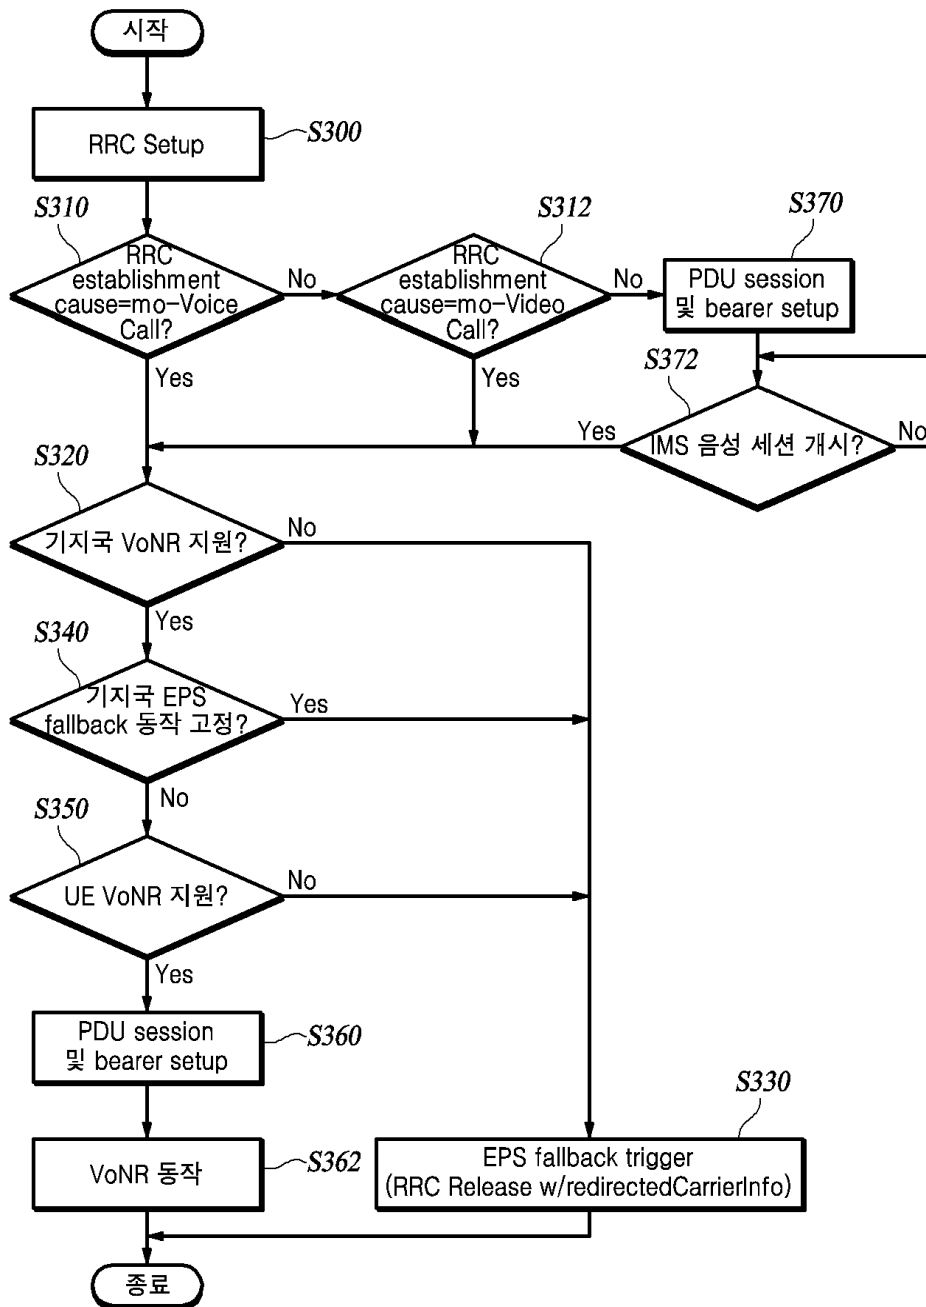 시작
RRC Setup
S300
S310
RRC
establishment
cause=mo-Voice
Call?
No
Yes
S312
RRC
establishment
cause=mo-Video
Call?
No
Yes
S370
PDU session
및 bearer setup
S372
IMS 음성 세션 개시?
Yes
No
S320
기지국 VoNR 지원?
No
Yes
S340
기지국 EPS
fallback 동작 고정?
Yes
No
S350
UE VoNR 지원?
No
Yes
PDU session
및 bearer setup
S360
VoNR 동작
S362
S330
EPS fallback trigger
(RRC Release w/redirectedCarrierInfo)
종료